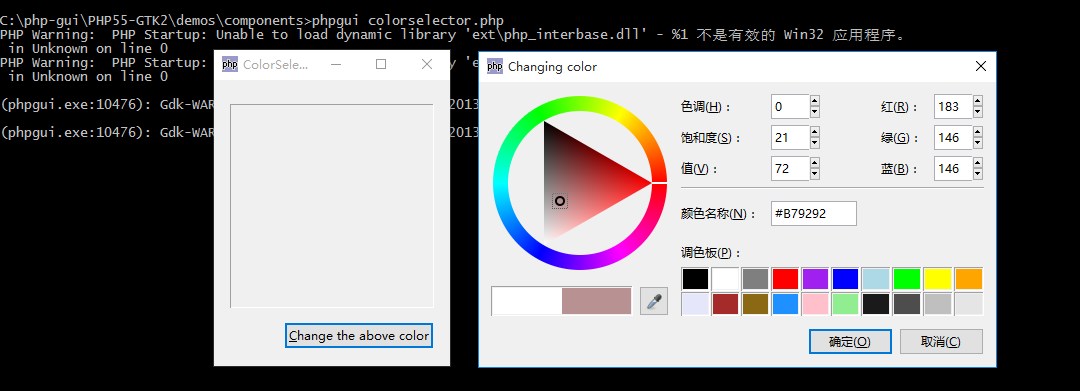 C:\php-gui\PHP55-GTK2\demos\components>phpgui colorselector.php
PHP Warning:  PHP Startup: Unable to load dynamic library 'ext\php_interbase.dll' - %1 不是有效的 Win32 应用程序。
 in Unknown on line 0
PHP Warning:  PHP Startup:
 in Unknown on line 0
(phpgui.exe:10476): Gdk-WAR
2013
(phpgui.exe:10476): Gdk-WAR
2013
php ColorSele...
Change the above color
php Changing color
色调(H)： 0 红(R)： 183
饱和度(S)： 21 绿(G)： 146
值(V)： 72 蓝(B)： 146
颜色名称(N)： #B79292
调色板(P)：
确定(O) 取消(C)